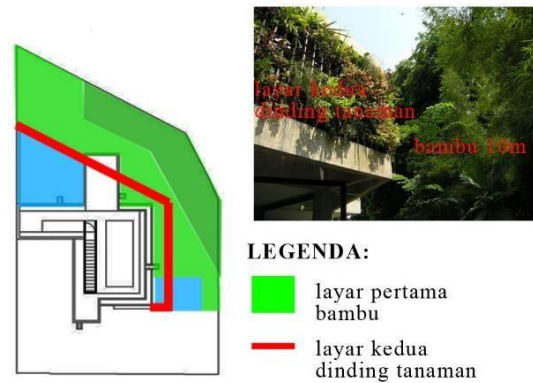 layar kedua
dinding tanaman
bambu 10m
LEGENDA:
layar pertama
bambu
layar kedua
dinding tanaman